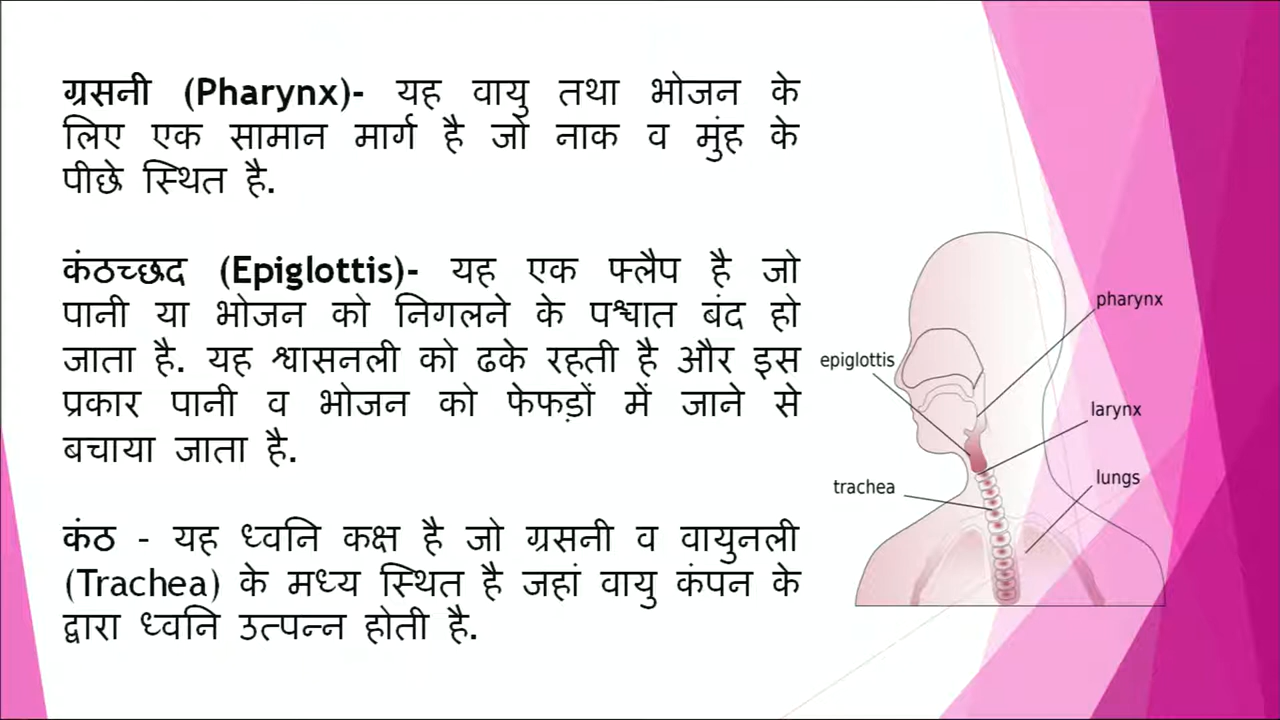 ग्रसनी (Pharynx)- यह वायु तथा भोजन के
लिए एक सामान मार्ग है जो नाक व मुंह के
पीछे स्थित है.
कंठच्छद (Epiglottis)- यह एक फ्लैप है जो
पानी या भोजन को निगलने के पश्चात बंद हो
जाता है. यह श्वासनली को ढके रहती है और इस
प्रकार पानी व भोजन को फेफड़ों में जाने से
बचाया जाता है.
कंठ - यह ध्वनि कक्ष है जो ग्रसनी व वायुनली
(Trachea) के मध्य स्थित है जहां वायु कंपन के
द्वारा ध्वनि उत्पन्न होती है.
pharynx
epiglottis
larynx
lungs
trachea